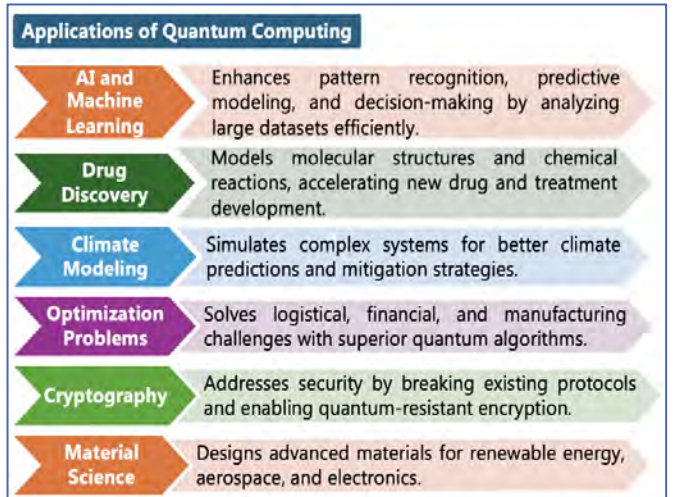 Applications of Quantum Computing
AI and
Machine
Learning
Enhances pattern recognition, predictive
modeling, and decision-making by analyzing
large datasets efficiently.
Drug
Discovery
Models molecular structures and chemical
reactions, accelerating new drug and treatment
development.
Climate
Modeling
Simulates complex systems for better climate
predictions and mitigation strategies.
Optimization
Problems
Solves logistical, financial, and manufacturing
challenges with superior quantum algorithms.
Cryptography
Addresses security by breaking existing protocols
and enabling quantum-resistant encryption.
Material
Science
Designs advanced materials for renewable energy,
aerospace, and electronics.